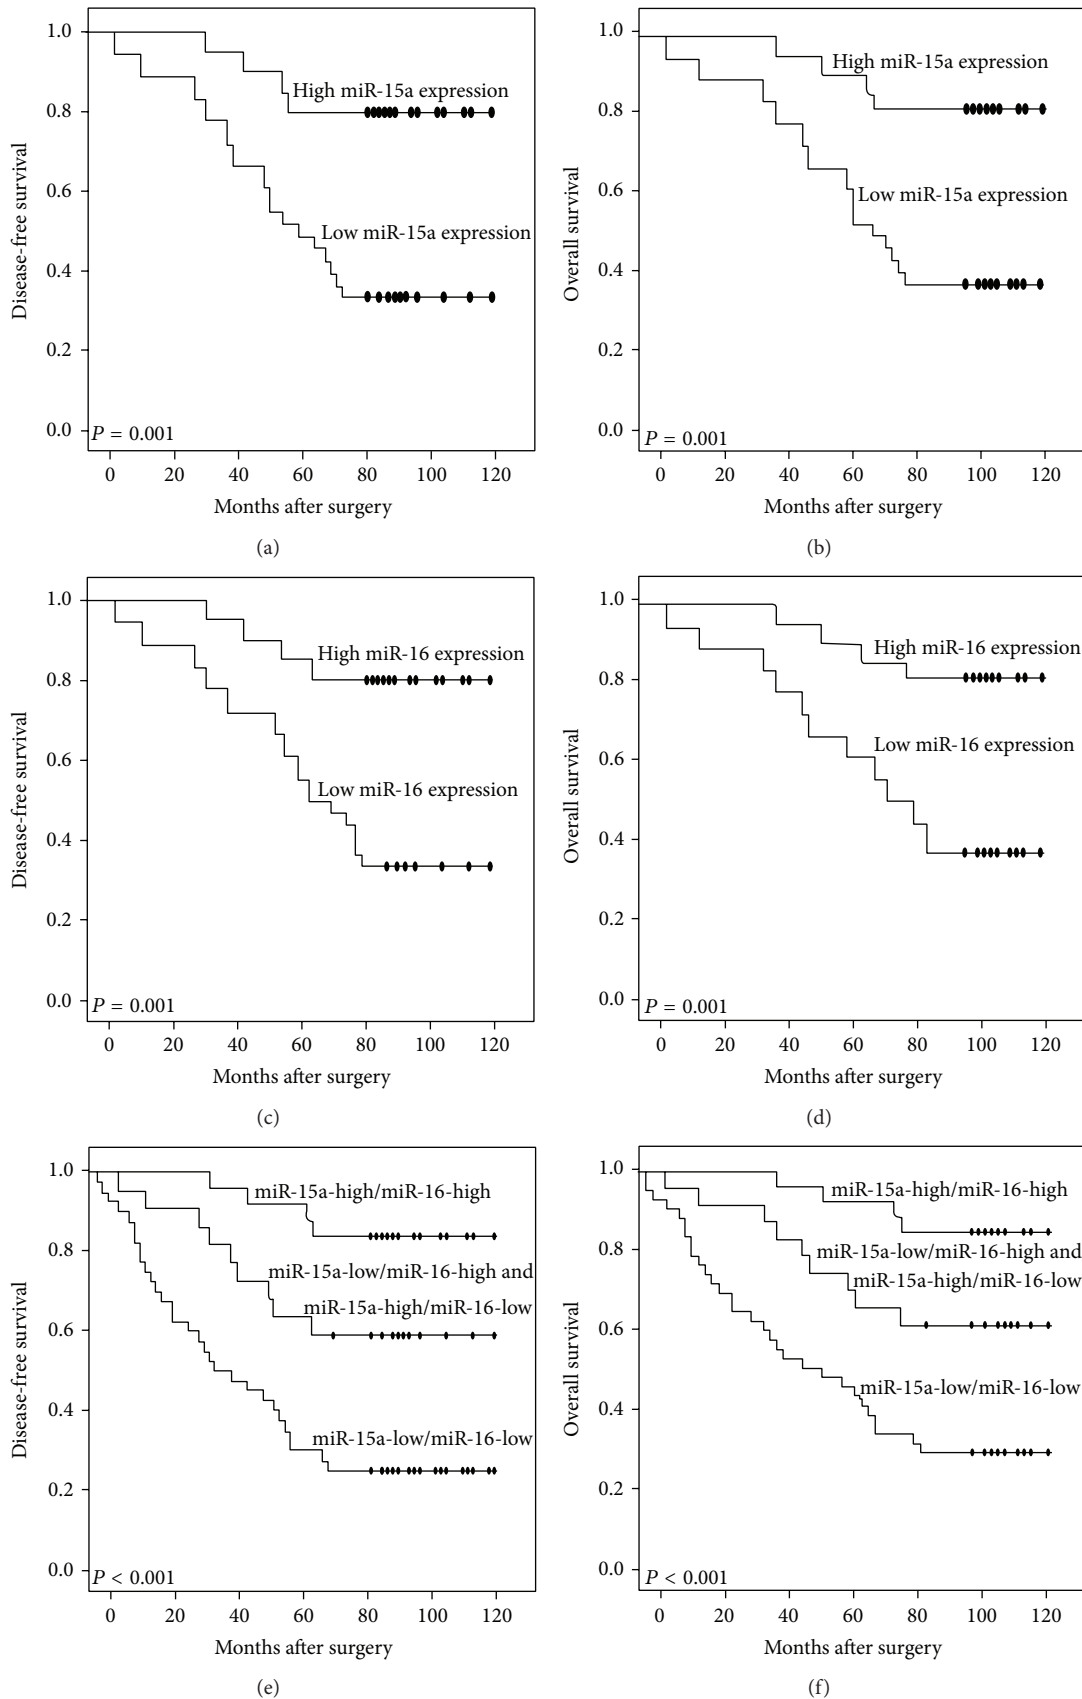 1.0
0.8
0.6
0.4
0.2
0.0
Disease-free survival
High miR-15a expression
Low miR-15a expression
P = 0.001
0 20 40 60 80 100 120
Months after surgery
(a)
1.0
0.8
0.6
0.4
0.2
0.0
Overall survival
High miR-15a expression
Low miR-15a expression
P = 0.001
0 20 40 60 80 100 120
Months after surgery
(b)
1.0
0.8
0.6
0.4
0.2
0.0
Disease-free survival
High miR-16 expression
Low miR-16 expression
P = 0.001
0 20 40 60 80 100 120
Months after surgery
(c)
1.0
0.8
0.6
0.4
0.2
0.0
Overall survival
High miR-16 expression
Low miR-16 expression
P = 0.001
0 20 40 60 80 100 120
Months after surgery
(d)
1.0
0.8
0.6
0.4
0.2
0.0
Disease-free survival
miR-15a-high/miR-16-high
miR-15a-low/miR-16-high and
miR-15a-high/miR-16-low
miR-15a-low/miR-16-low
P < 0.001
0 20 40 60 80 100 120
Months after surgery
(e)
1.0
0.8
0.6
0.4
0.2
0.0
Overall survival
miR-15a-high/miR-16-high
miR-15a-low/miR-16-high and
miR-15a-high/miR-16-low
miR-15a-low/miR-16-low
P < 0.001
0 20 40 60 80 100 120
Months after surgery
(f)